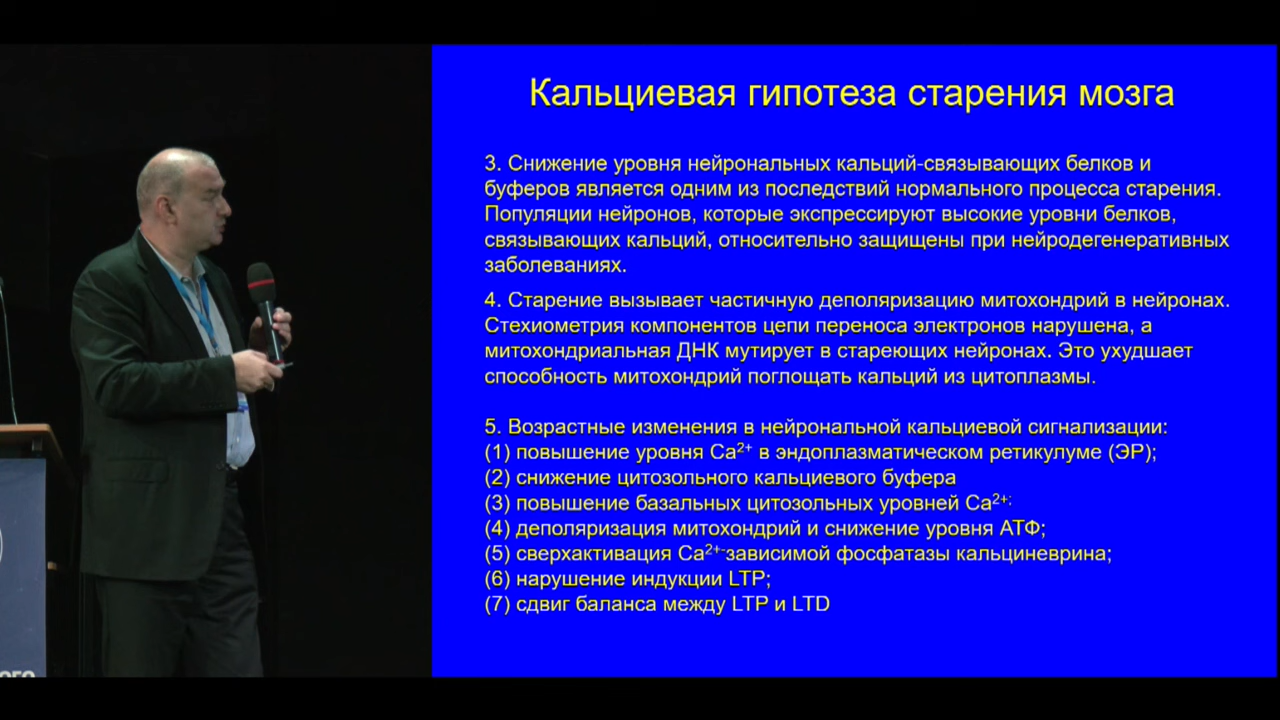 Кальциевая гипотеза старения мозга
3. Снижение уровня нейрональных кальций-связывающих белков и
буферов является одним из последствий нормального процесса старения.
Популяции нейронов, которые экспрессируют высокие уровни белков,
связывающих кальций, относительно защищены при нейродегенеративных
заболеваниях.
4. Старение вызывает частичную деполяризацию митохондрий в нейронах.
Стехиометрия компонентов цепи переноса электронов нарушена, а
митохондриальная ДНК мутирует в стареющих нейронах. Это ухудшает
способность митохондрий поглощать кальций из цитоплазмы.
5. Возрастные изменения в нейрональной кальциевой сигнализации:
(1) повышение уровня Ca²⁺ в эндоплазматическом ретикулуме (ЭР);
(2) снижение цитозольного кальциевого буфера
(3) повышение базальных цитозольных уровней Ca²⁺;
(4) деполяризация митохондрий и снижение уровня АТФ;
(5) сверхактивация Ca²⁺-зависимой фосфатазы кальциневрина;
(6) нарушение индукции LTP;
(7) сдвиг баланса между LTP и LTD